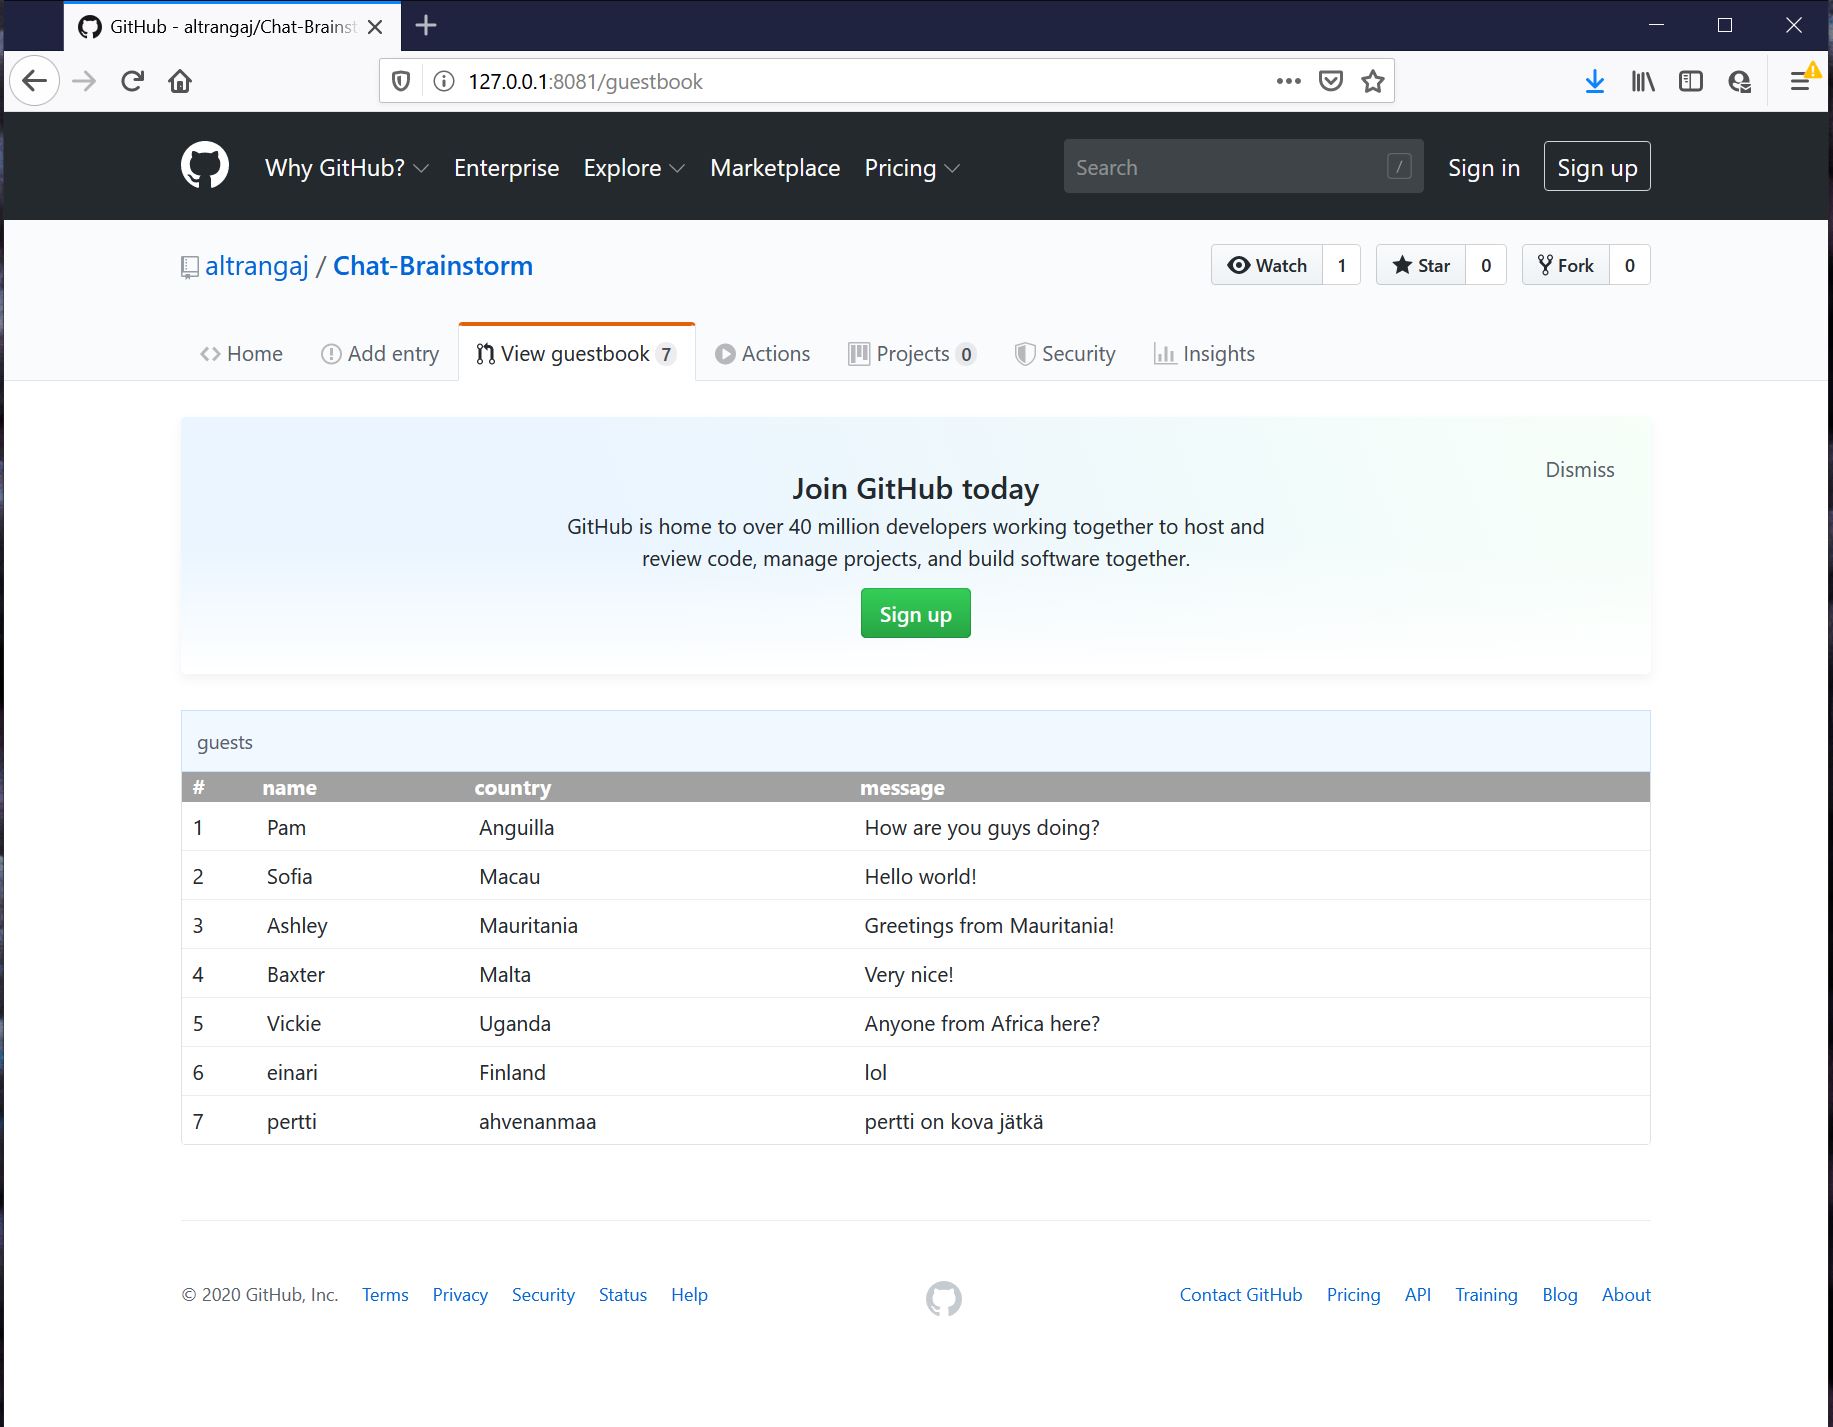 GitHub - altrangaj/Chat-Brainst
127.0.0.1:8081/guestbook
Why GitHub? Enterprise Explore Marketplace Pricing Search / Sign in Sign up
altrangaj / Chat-Brainstorm Watch 1 Star 0 Fork 0
Home Add entry View guestbook 7 Actions Projects 0 Security Insights
Dismiss
Join GitHub today
GitHub is home to over 40 million developers working together to host and
review code, manage projects, and build software together.
Sign up
guests
# name country message
1 Pam Anguilla How are you guys doing?
2 Sofia Macau Hello world!
3 Ashley Mauritania Greetings from Mauritania!
4 Baxter Malta Very nice!
5 Vickie Uganda Anyone from Africa here?
6 einari Finland lol
7 pertti ahvenanmaa pertti on kova jätkä
© 2020 GitHub, Inc. Terms Privacy Security Status Help Contact GitHub Pricing API Training Blog About